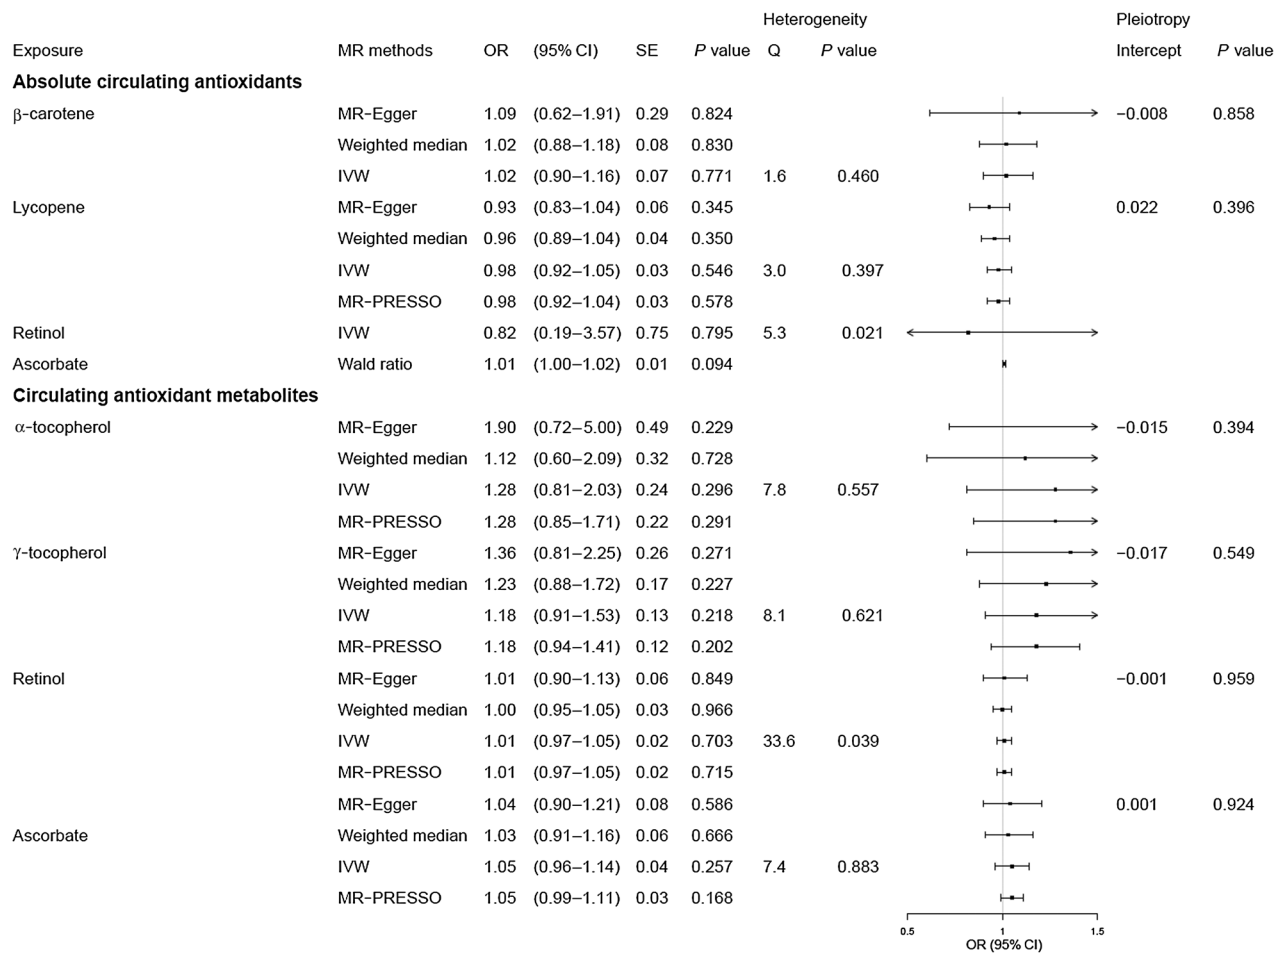 Heterogeneity Pleiotropy
Exposure MR methods OR (95% CI) SE P value Q P value Intercept P value
Absolute circulating antioxidants
β-carotene MR-Egger 1.09 (0.62–1.91) 0.29 0.824 −0.008 0.858
Weighted median 1.02 (0.88–1.18) 0.08 0.830
IVW 1.02 (0.90–1.16) 0.07 0.771 1.6 0.460
Lycopene MR-Egger 0.93 (0.83–1.04) 0.06 0.345 0.022 0.396
Weighted median 0.96 (0.89–1.04) 0.04 0.350
IVW 0.98 (0.92–1.05) 0.03 0.546 3.0 0.397
MR-PRESSO 0.98 (0.92–1.04) 0.03 0.578
Retinol IVW 0.82 (0.19–3.57) 0.75 0.795 5.3 0.021
Ascorbate Wald ratio 1.01 (1.00–1.02) 0.01 0.094
Circulating antioxidant metabolites
α-tocopherol MR-Egger 1.90 (0.72–5.00) 0.49 0.229 −0.015 0.394
Weighted median 1.12 (0.60–2.09) 0.32 0.728
IVW 1.28 (0.81–2.03) 0.24 0.296 7.8 0.557
MR-PRESSO 1.28 (0.85–1.71) 0.22 0.291
γ-tocopherol MR-Egger 1.36 (0.81–2.25) 0.26 0.271 −0.017 0.549
Weighted median 1.23 (0.88–1.72) 0.17 0.227
IVW 1.18 (0.91–1.53) 0.13 0.218 8.1 0.621
MR-PRESSO 1.18 (0.94–1.41) 0.12 0.202
Retinol MR-Egger 1.01 (0.90–1.13) 0.06 0.849 −0.001 0.959
Weighted median 1.00 (0.95–1.05) 0.03 0.966
IVW 1.01 (0.97–1.05) 0.02 0.703 33.6 0.039
MR-PRESSO 1.01 (0.97–1.05) 0.02 0.715
MR-Egger 1.04 (0.90–1.21) 0.08 0.586 0.001 0.924
Ascorbate Weighted median 1.03 (0.91–1.16) 0.06 0.666
IVW 1.05 (0.96–1.14) 0.04 0.257 7.4 0.883
MR-PRESSO 1.05 (0.99–1.11) 0.03 0.168
0.5 1 1.5
OR (95% CI)